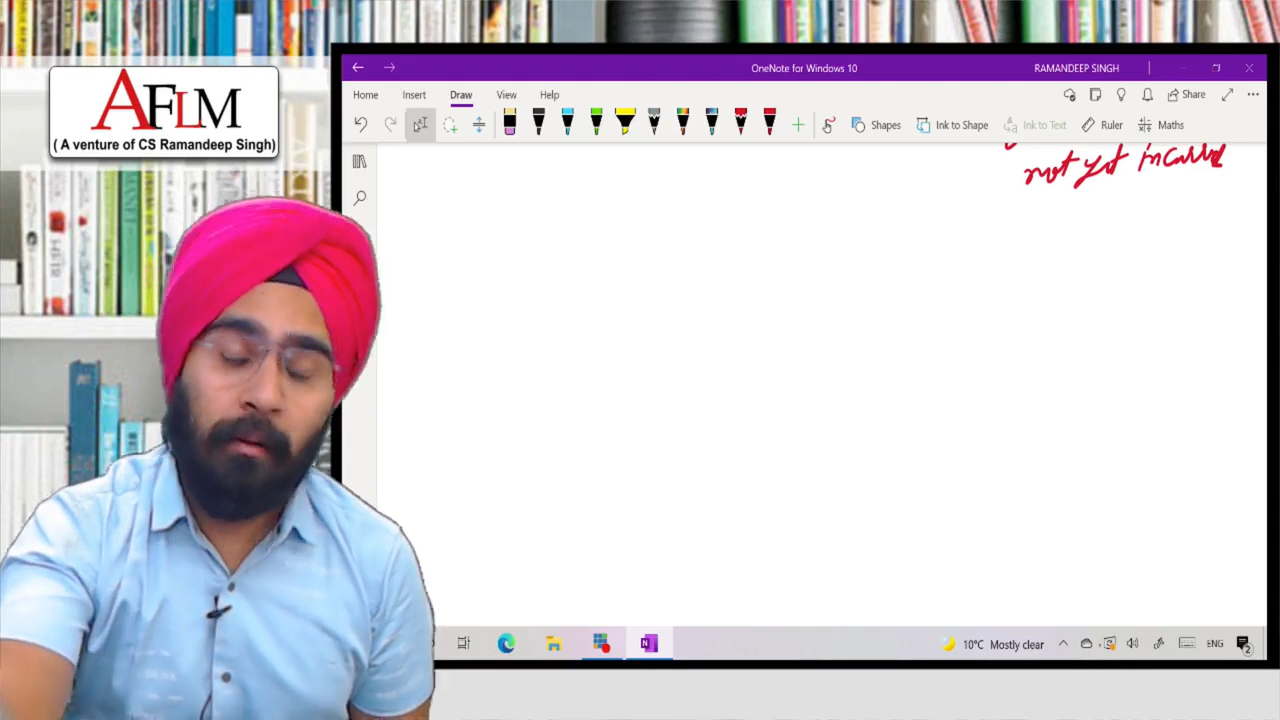 AFLM
( A venture of CS Ramandeep Singh)
OneNote for Windows 10
RAMANDEEP SINGH
Home Insert Draw View Help
Share
Shapes
Ink to Shape
Ink to Text
Ruler
Maths
not yet
10°C Mostly clear
ENG
2